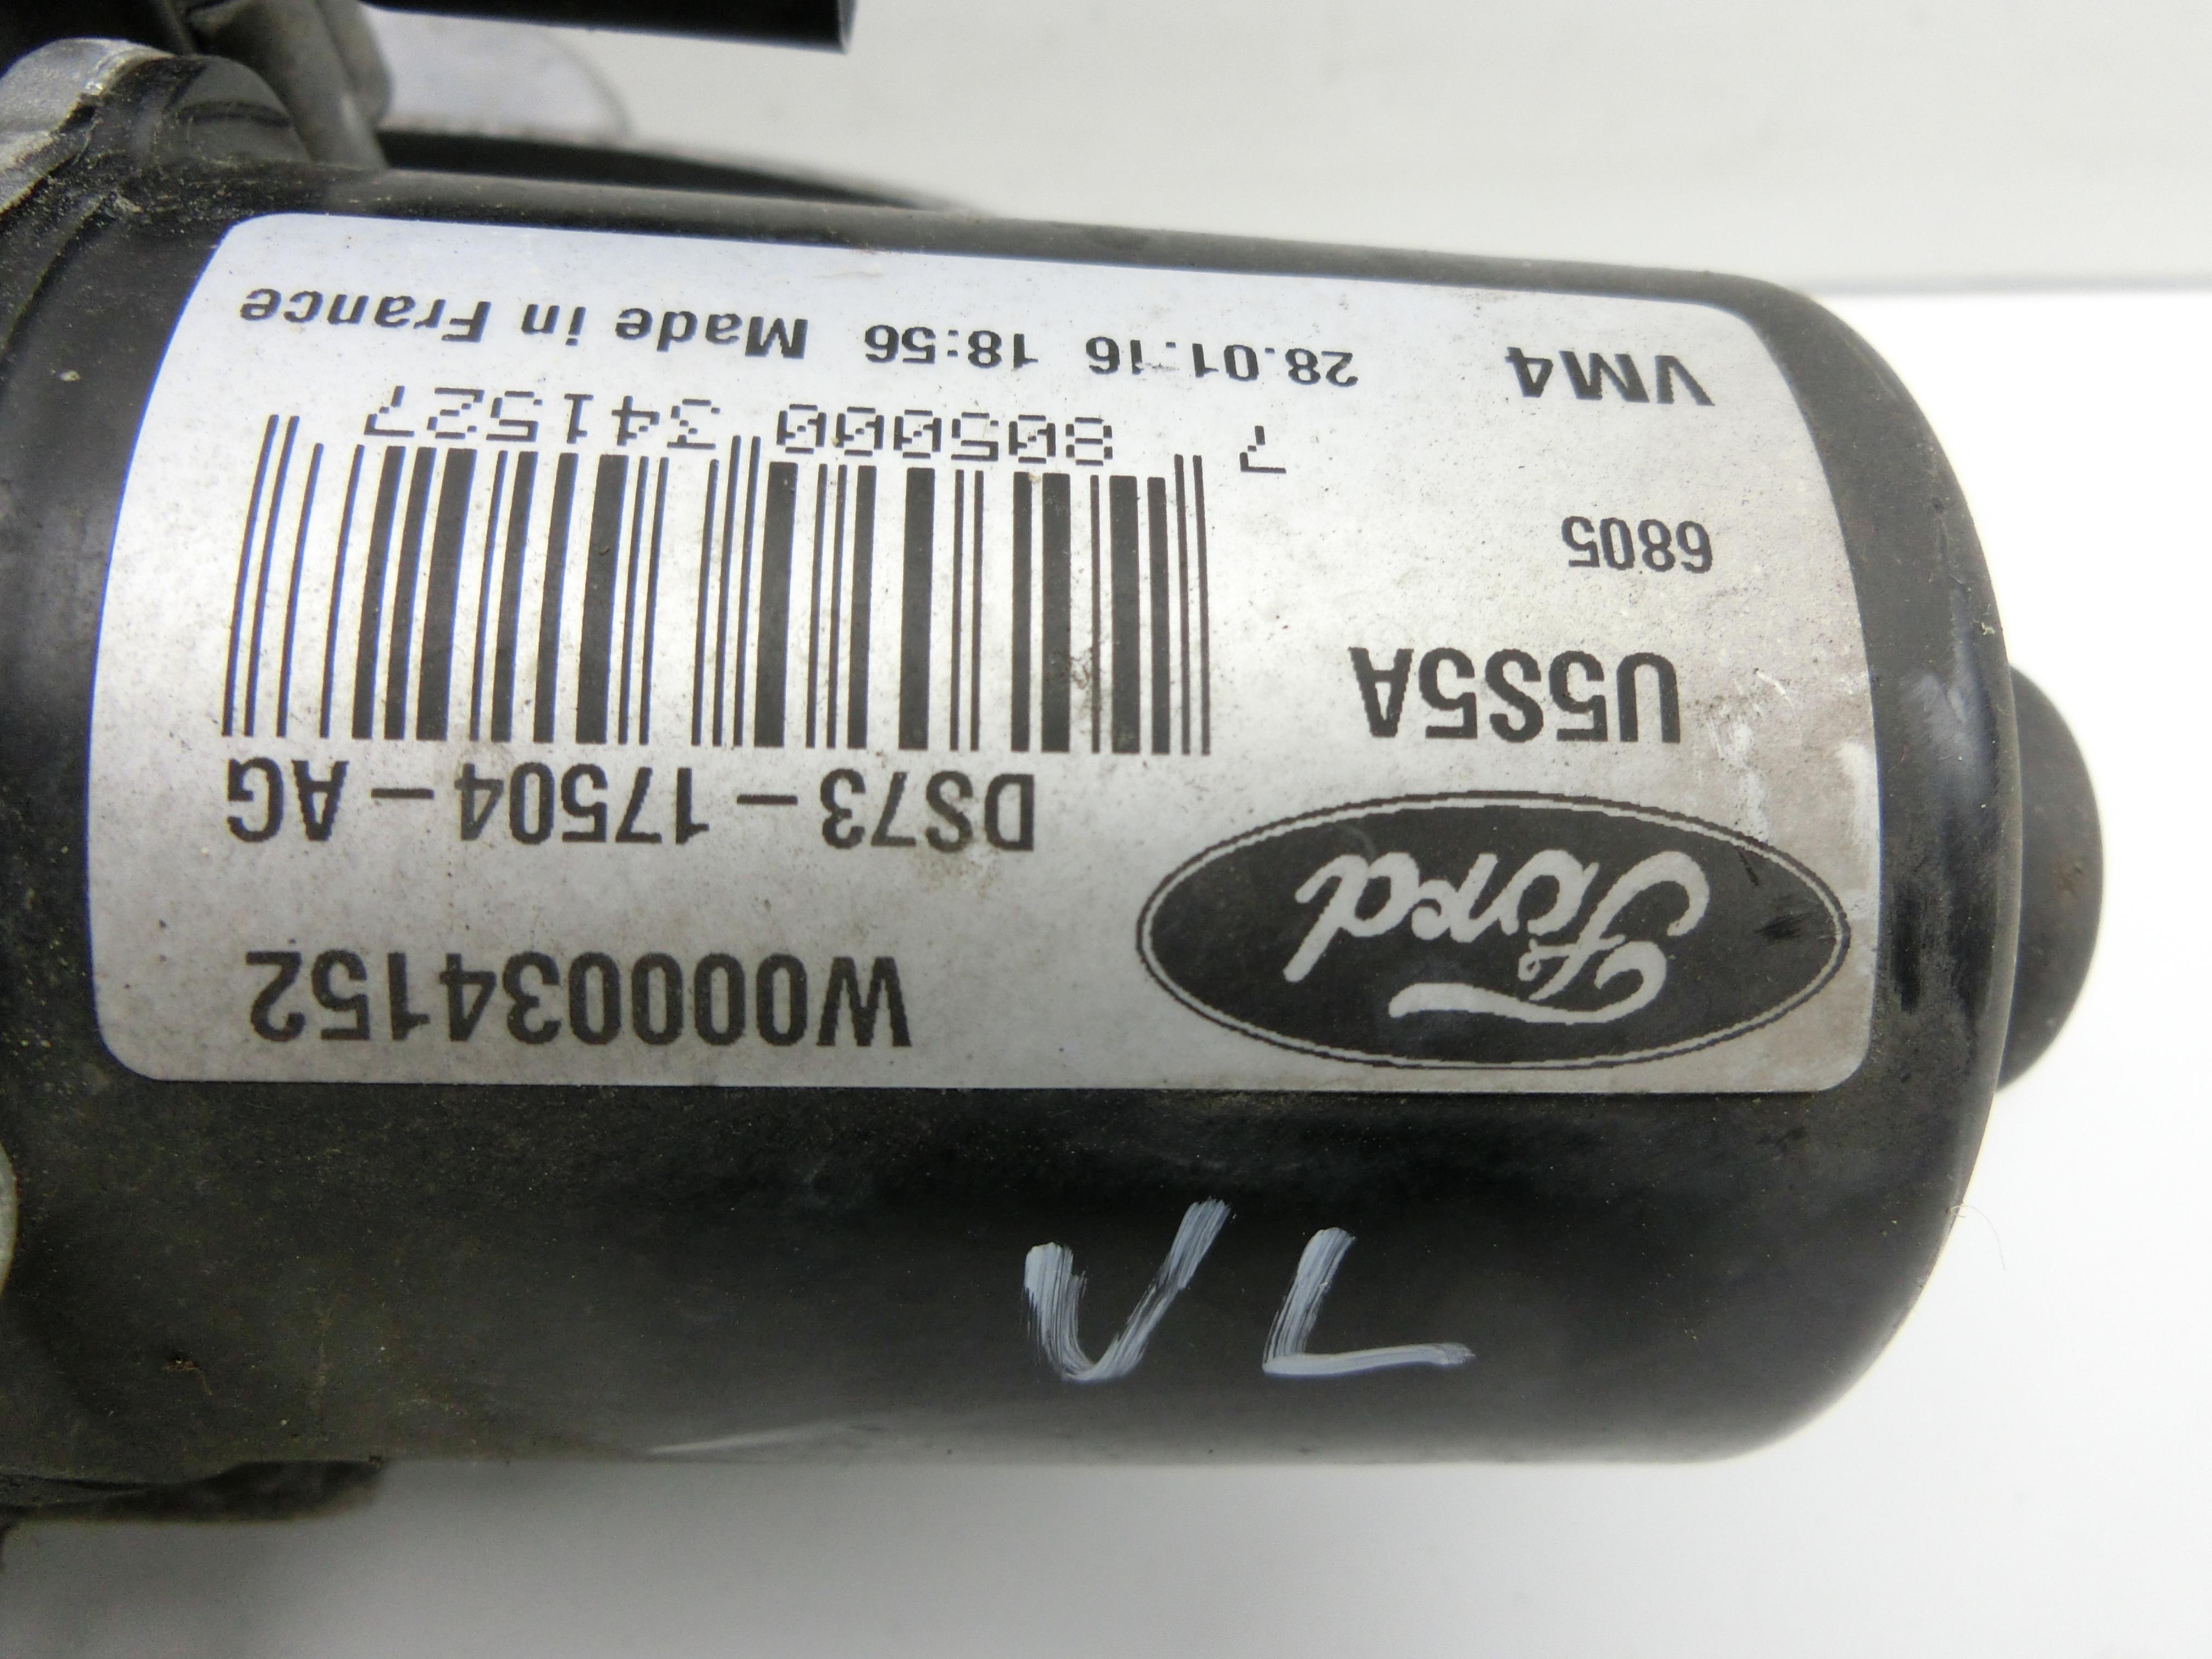 Ford
W000034152
DS73-17504-AG
U5S5A
6805
7 805000 341527
VM4
28.01.16 18:56 Made in France
VL